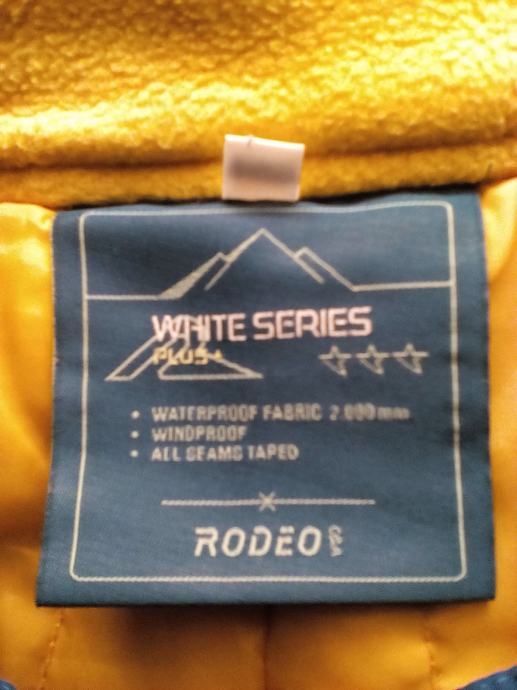 WHITE SERIES
PLUS+
• WATERPROOF FABRIC 2.000 mm
• WINDPROOF
• ALL SEAMS TAPED
RODEO C&A